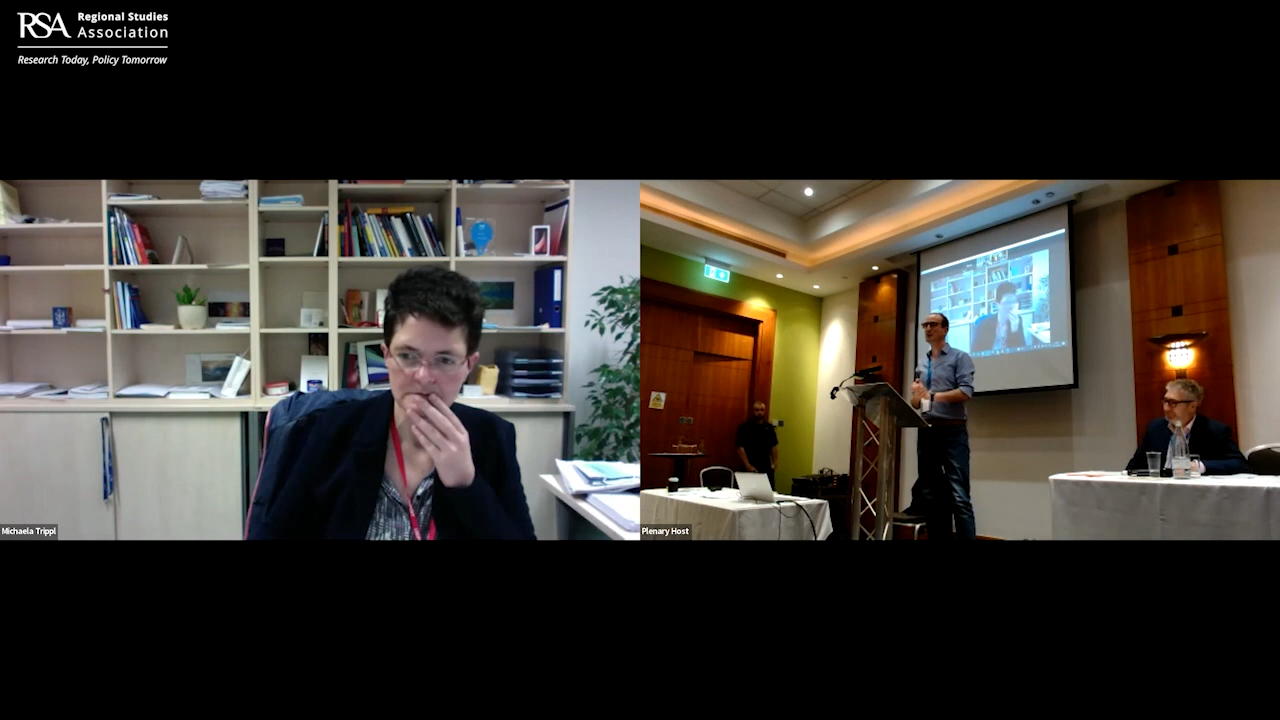 RSA Regional Studies
Association
Research Today, Policy Tomorrow
Michaela Trippl
Plenary Host